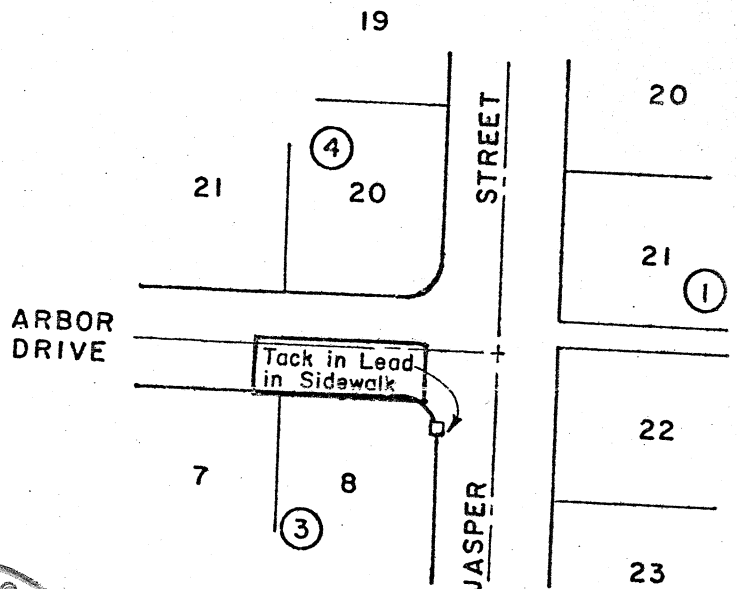 19
20
STREET
4
21
20
21
1
ARBOR
DRIVE
Tack in Lead
in Sidewalk
22
7
8
3
JASPER
23